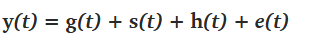 y(t) = g(t) + s(t) + h(t) + e(t)